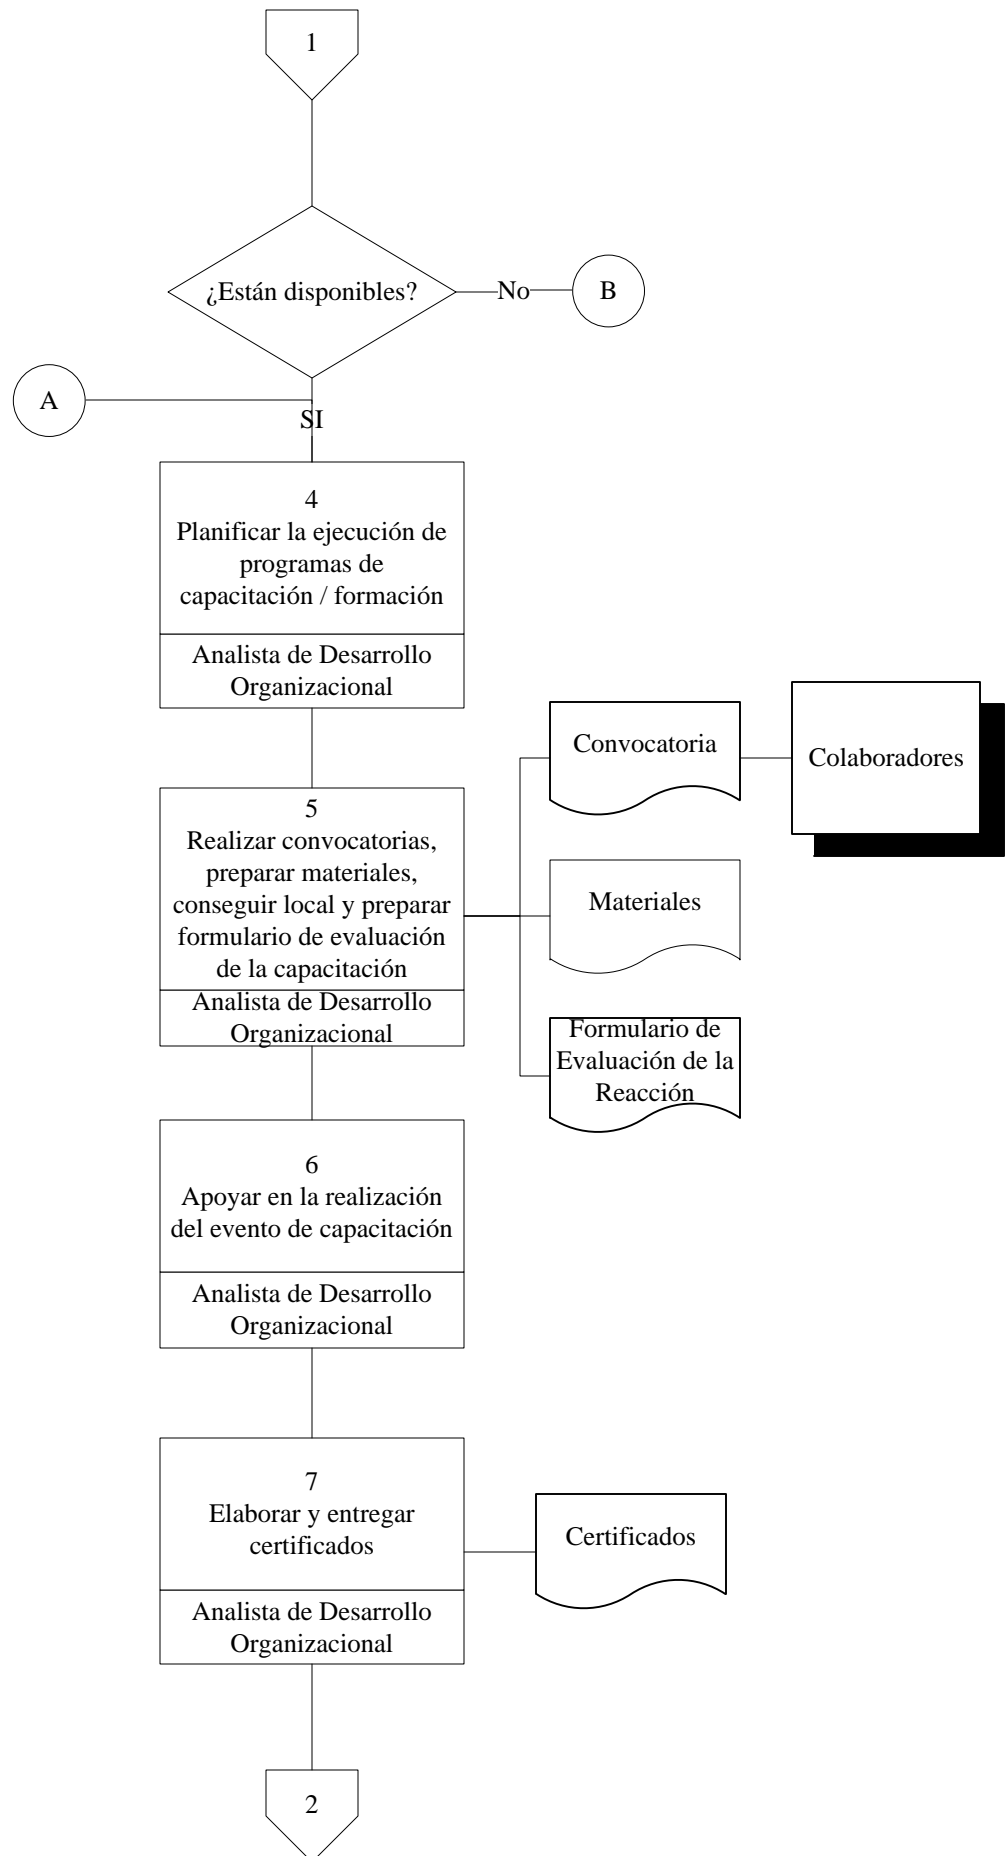 1
¿Están disponibles?
No
B
A
SI
4
Planificar la ejecución de
programas de
capacitación / formación
Analista de Desarrollo
Organizacional
5
Realizar convocatorias,
preparar materiales,
conseguir local y preparar
formulario de evaluación
de la capacitación
Analista de Desarrollo
Organizacional
Convocatoria
Colaboradores
Materiales
Formulario de
Evaluación de la
Reacción
6
Apoyar en la realización
del evento de capacitación
Analista de Desarrollo
Organizacional
7
Elaborar y entregar
certificados
Analista de Desarrollo
Organizacional
Certificados
2